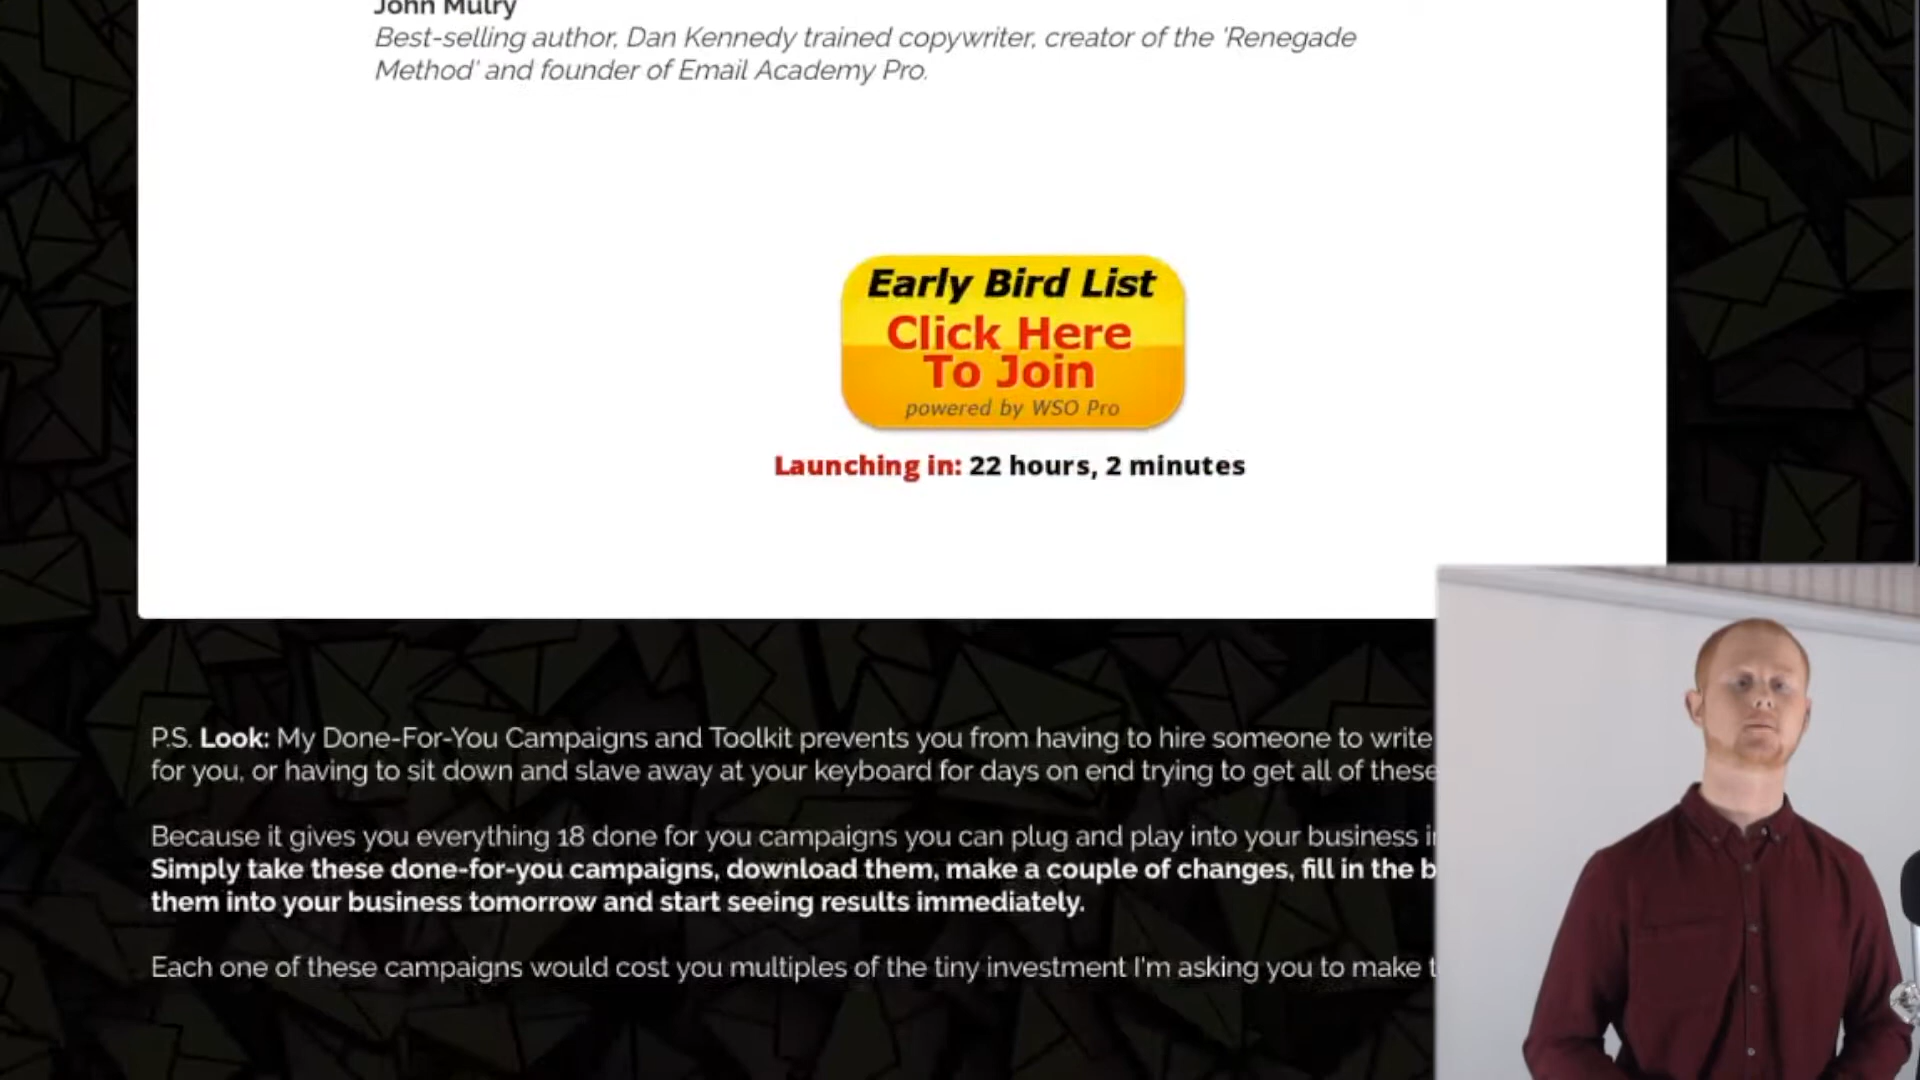 John Mulry
Best-selling author, Dan Kennedy trained copywriter, creator of the 'Renegade
Method' and founder of Email Academy Pro.
Early Bird List
Click Here
To Join
powered by WSO Pro
Launching in: 22 hours, 2 minutes
P.S. Look: My Done-For-You Campaigns and Toolkit prevents you from having to hire someone to write
for you, or having to sit down and slave away at your keyboard for days on end trying to get all of these
Because it gives you everything 18 done for you campaigns you can plug and play into your business
Simply take these done-for-you campaigns, download them, make a couple of changes, fill in the
them into your business tomorrow and start seeing results immediately.
Each one of these campaigns would cost you multiples of the tiny investment I'm asking you to make